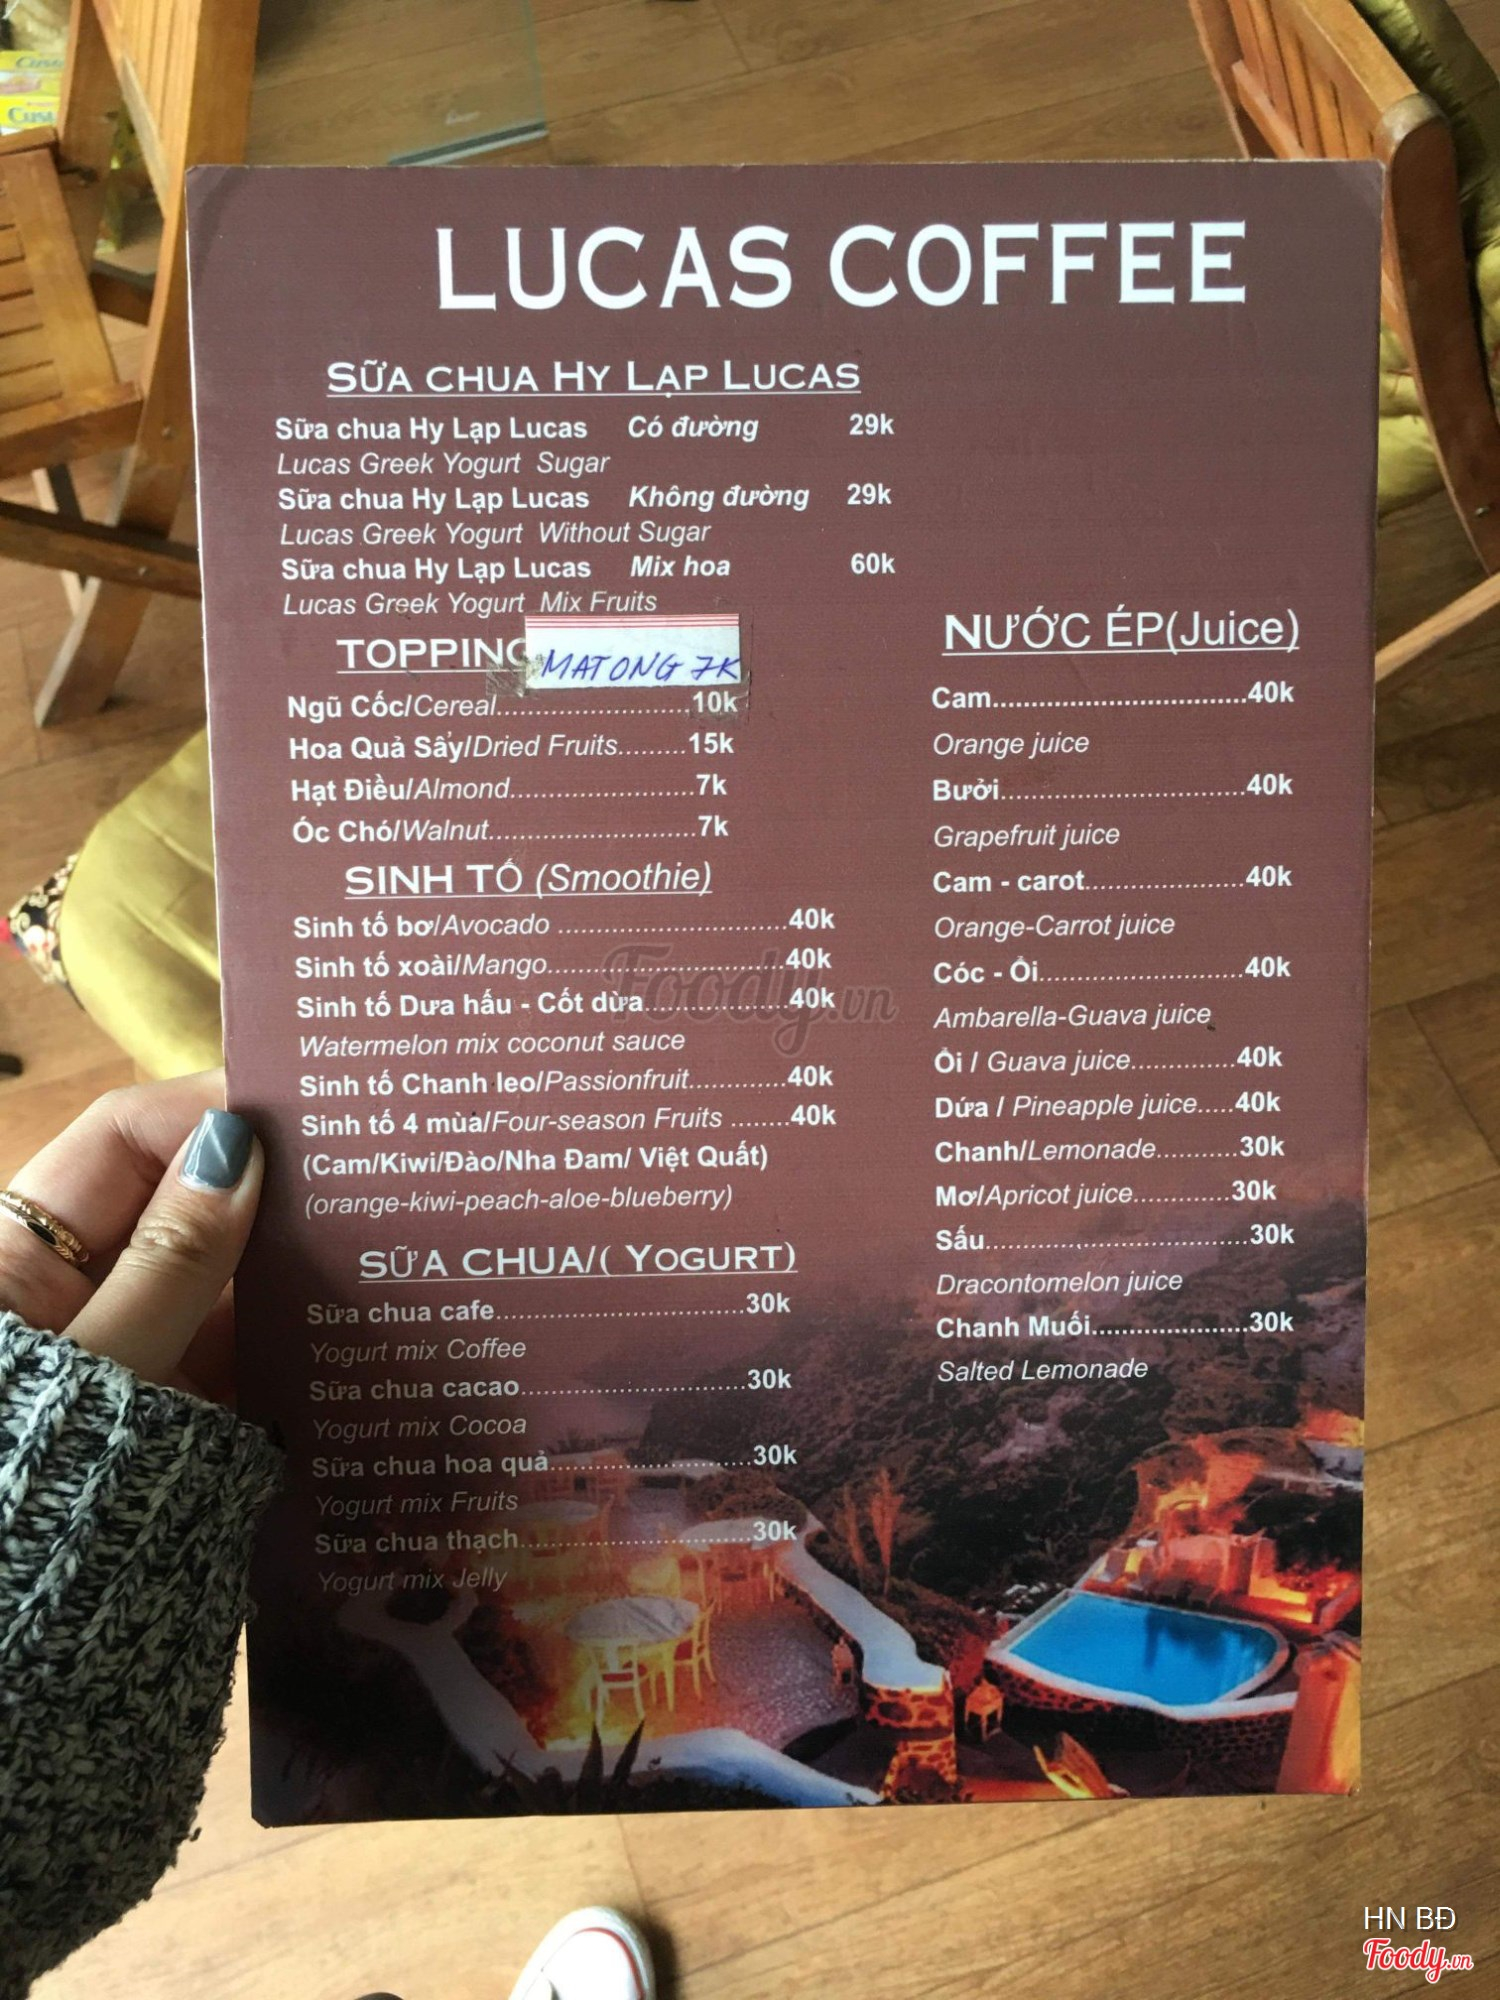 LUCAS COFFEE
SỮA CHUA HY LẠP LUCAS
Sữa chua Hy Lạp Lucas Có đường 29k
Lucas Greek Yogurt Sugar
Sữa chua Hy Lạp Lucas Không đường 29k
Lucas Greek Yogurt Without Sugar
Sữa chua Hy Lạp Lucas Mix hoa 60k
Lucas Greek Yogurt Mix Fruits
TOPPING
MATONG 7K
Ngũ Cốc/Cereal..........................10k
Hoa Quả Sấy/Dried Fruits.........15k
Hạt Điều/Almond.........................7k
Óc Chó/Walnut............................7k
SINH TỐ (Smoothie)
Sinh tố bơ/Avocado ..............................40k
Sinh tố xoài/Mango...............................40k
Sinh tố Dưa hấu - Cốt dừa...................40k
Watermelon mix coconut sauce
Sinh tố Chanh leo/Passionfruit.............40k
Sinh tố 4 mùa/Four-season Fruits ........40k
(Cam/Kiwi/Đào/Nha Đam/ Việt Quất)
(orange-kiwi-peach-aloe-blueberry)
SỮA CHUA/( YOGURT)
Sữa chua cafe.................................30k
Yogurt mix Coffee
Sữa chua cacao..............................30k
Yogurt mix Cocoa
Sữa chua hoa quả...........................30k
Yogurt mix Fruits
Sữa chua thạch...............................30k
Yogurt mix Jelly
NƯỚC ÉP(Juice)
Cam.................................40k
Orange juice
Bưởi................................40k
Grapefruit juice
Cam - carot.....................40k
Orange-Carrot juice
Cóc - Ổi...........................40k
Ambarella-Guava juice
Ổi / Guava juice..............40k
Dứa / Pineapple juice.....40k
Chanh/Lemonade...........30k
Mơ/Apricot juice.............30k
Sấu..................................30k
Dracontomelon juice
Chanh Muối.....................30k
Salted Lemonade
Foody.vn
HN BĐ
Foody.vn